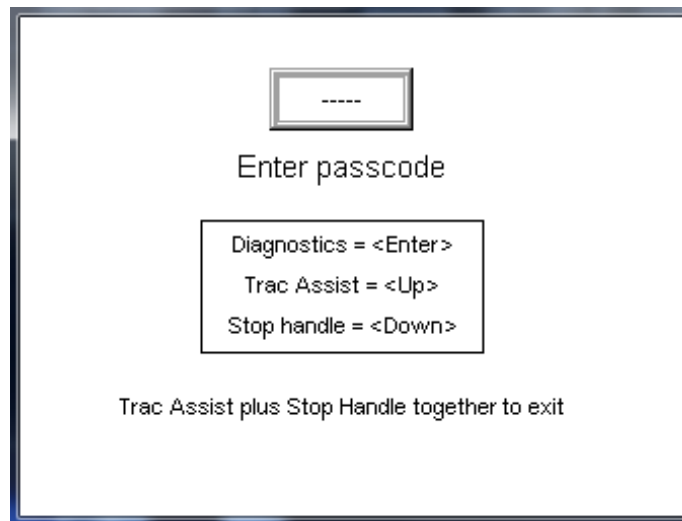 -----
Enter passcode
Diagnostics = <Enter>
Trac Assist = <Up>
Stop handle = <Down>
Trac Assist plus Stop Handle together to exit